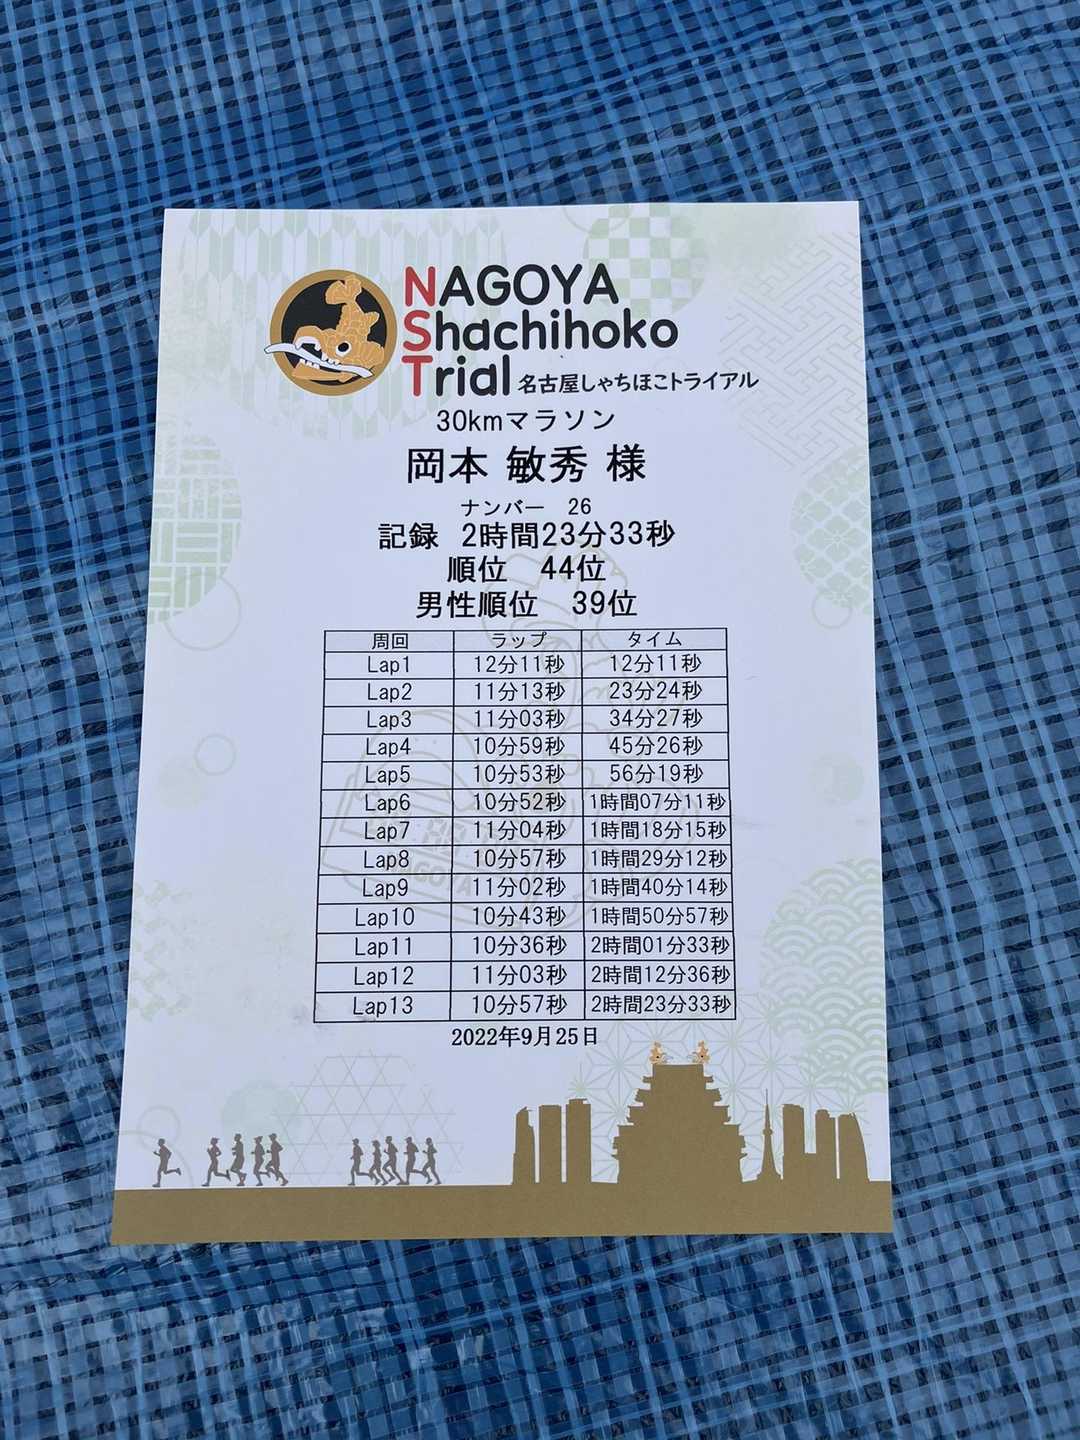 NAGOYA
Shachihoko
Trial 名古屋しゃちほこトライアル
30kmマラソン
岡本 敏秀 様
ナンバー 26
記録 2時間23分33秒
順位 44位
男性順位 39位
周回 ラップ タイム
Lap1 12分11秒 12分11秒
Lap2 11分13秒 23分24秒
Lap3 11分03秒 34分27秒
Lap4 10分59秒 45分26秒
Lap5 10分53秒 56分19秒
Lap6 10分52秒 1時間07分11秒
Lap7 11分04秒 1時間18分15秒
Lap8 10分57秒 1時間29分12秒
Lap9 11分02秒 1時間40分14秒
Lap10 10分43秒 1時間50分57秒
Lap11 10分36秒 2時間01分33秒
Lap12 11分03秒 2時間12分36秒
Lap13 10分57秒 2時間23分33秒
2022年9月25日
NAGOYA